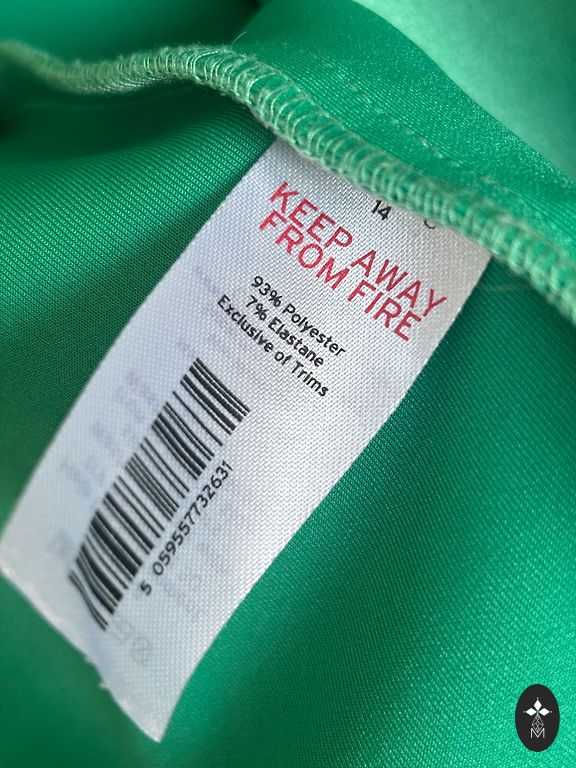 14
KEEP AWAY
FROM FIRE
93% Polyester
7% Elastane
Exclusive of Trims
5 059557732631
M